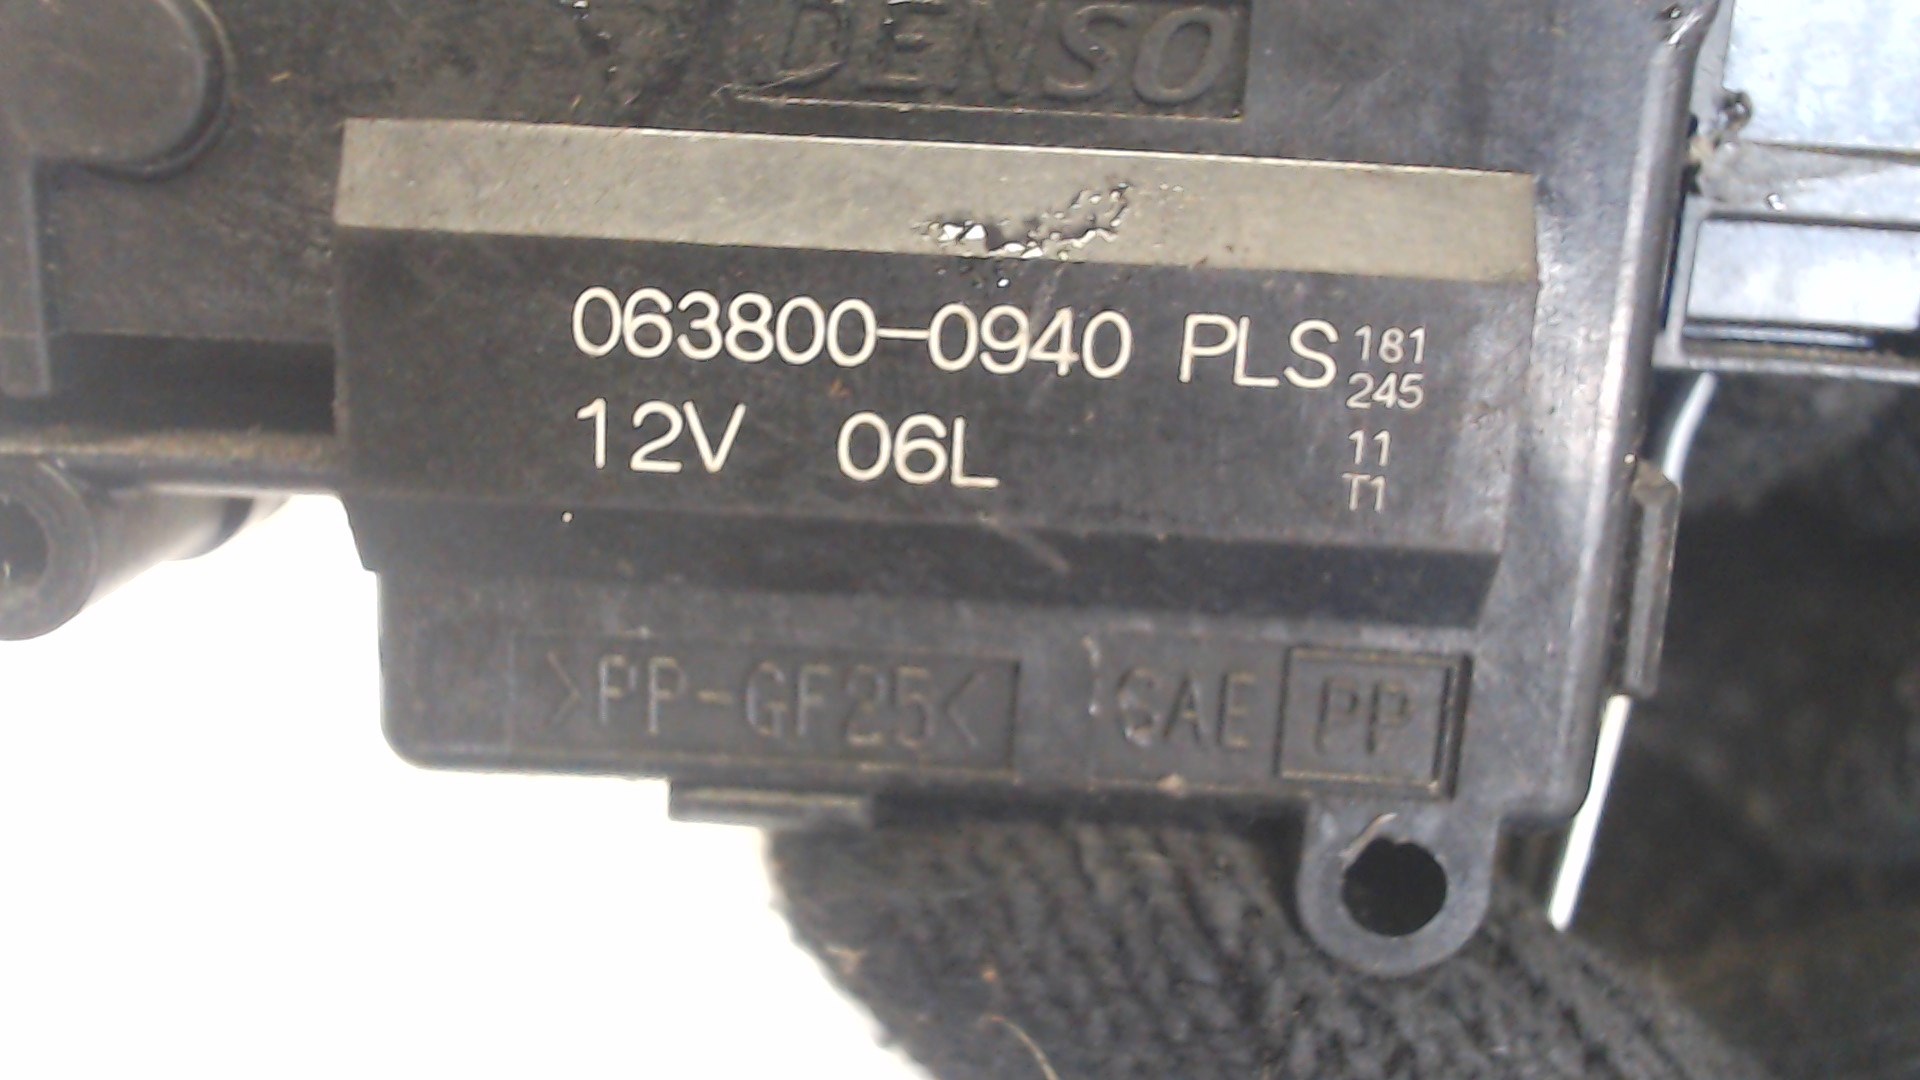 DENSO
063800-0940 PLS 181
245
12V 06L 11
T1
>PP-GF25< SAE PP